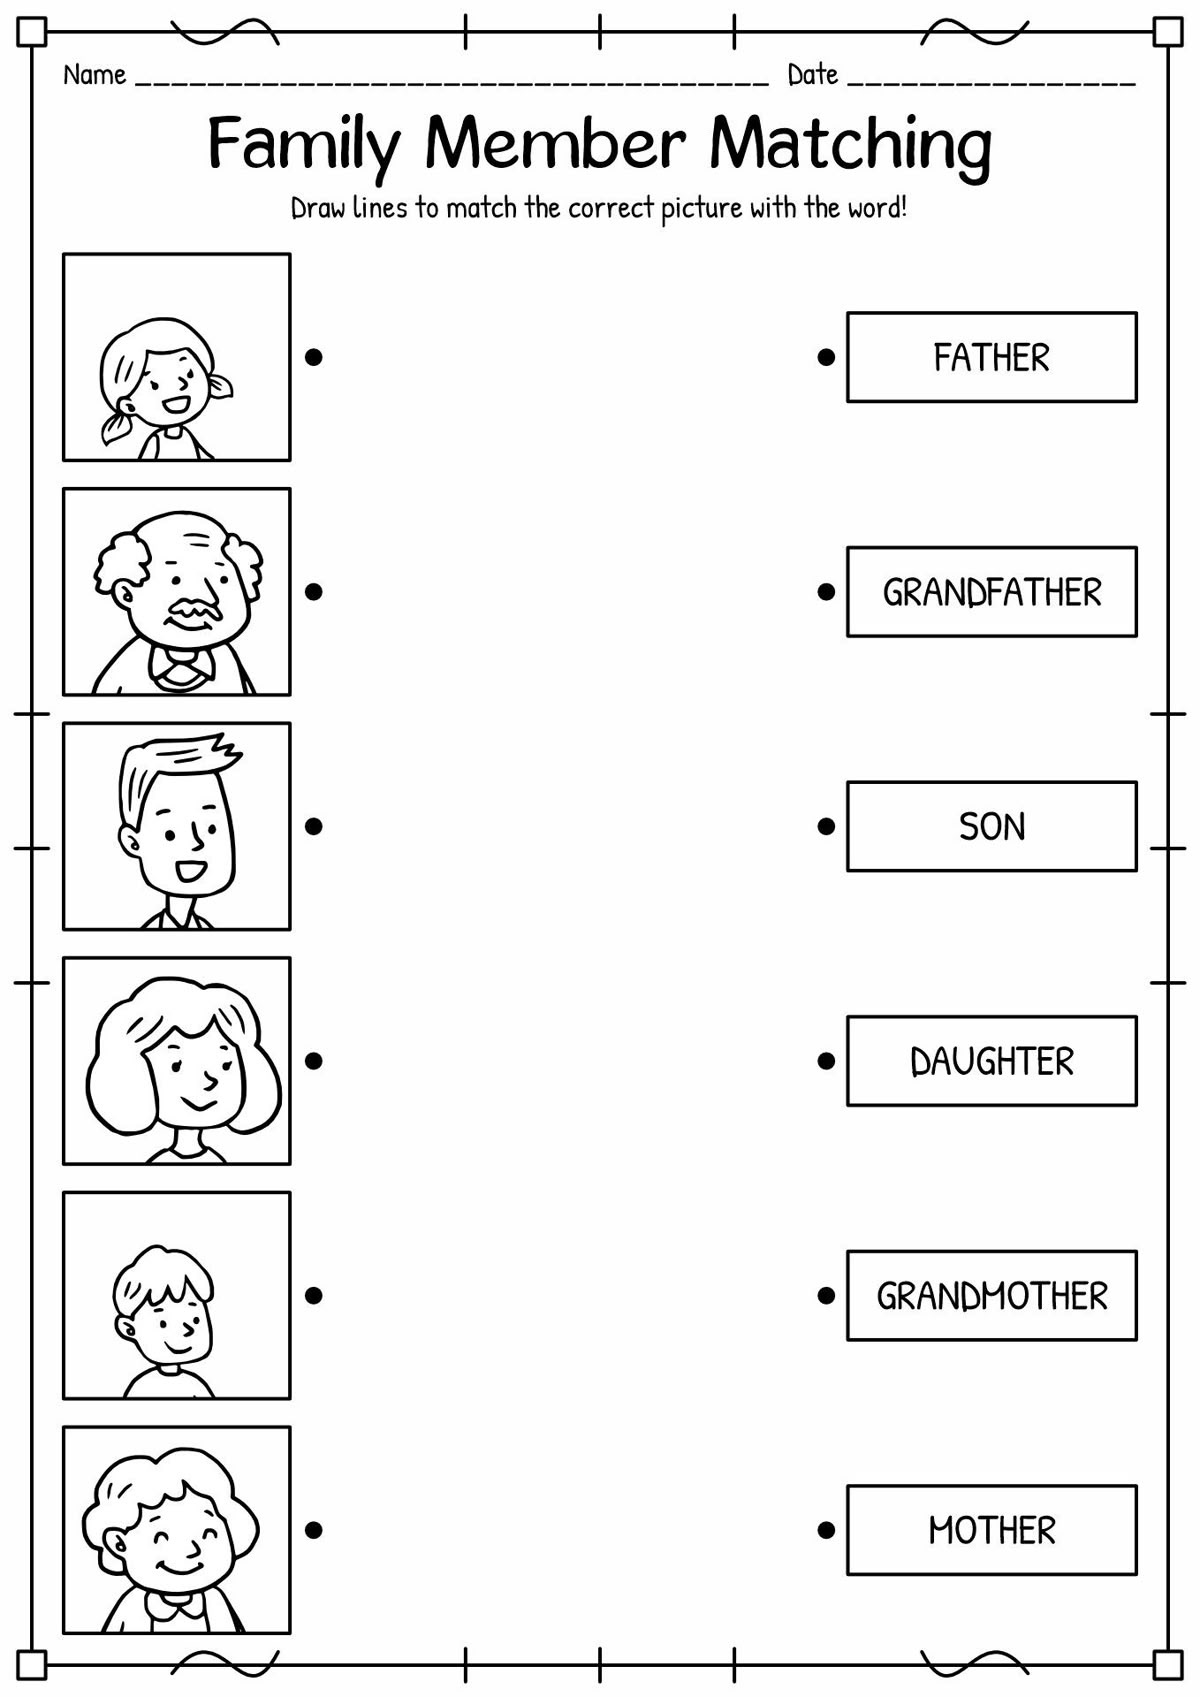 Name Date
Family Member Matching
Draw lines to match the correct picture with the word!
FATHER
GRANDFATHER
SON
DAUGHTER
GRANDMOTHER
MOTHER